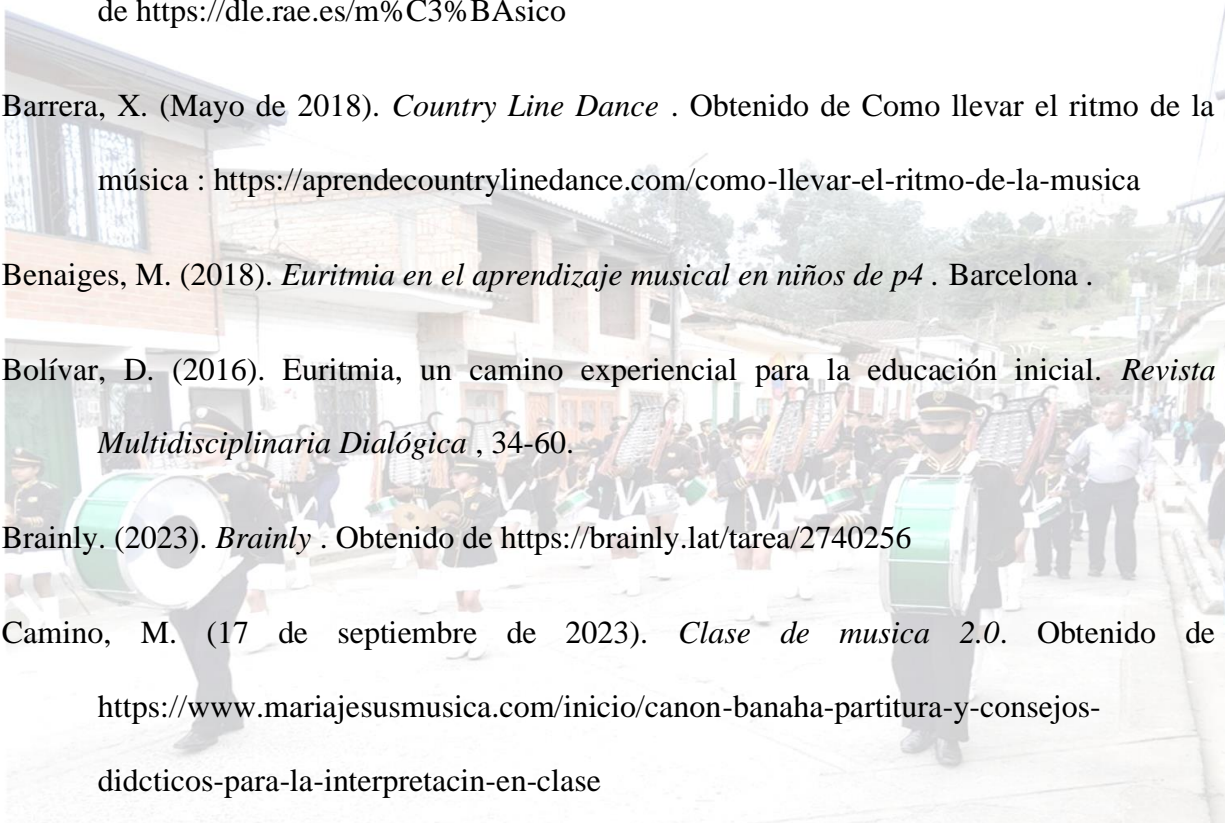 de https://dle.rae.es/m%C3%BAsico
Barrera, X. (Mayo de 2018). Country Line Dance . Obtenido de Como llevar el ritmo de la
música : https://aprendecountrylinedance.com/como-llevar-el-ritmo-de-la-musica
Benaiges, M. (2018). Euritmia en el aprendizaje musical en niños de p4 . Barcelona .
Bolívar, D. (2016). Euritmia, un camino experiencial para la educación inicial. Revista
Multidisciplinaria Dialógica , 34-60.
Brainly. (2023). Brainly . Obtenido de https://brainly.lat/tarea/2740256
Camino, M. (17 de septiembre de 2023). Clase de musica 2.0. Obtenido de
https://www.mariajesusmusica.com/inicio/canon-banaha-partitura-y-consejos-
didcticos-para-la-interpretacin-en-clase